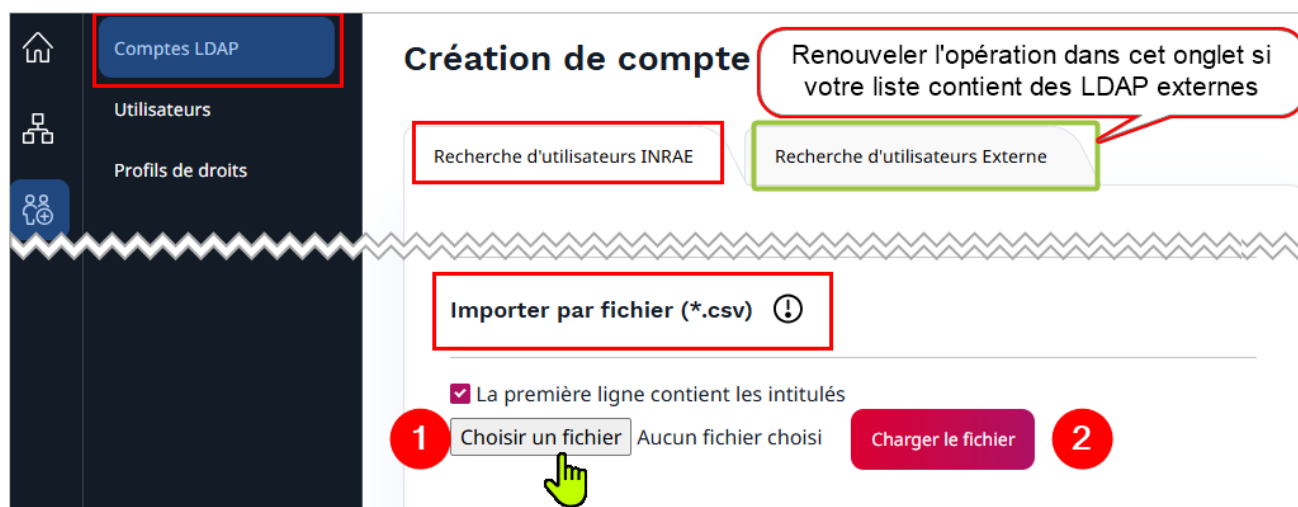 Comptes LDAP
Utilisateurs
Profils de droits
Création de compte
Renouveler l'opération dans cet onglet si
votre liste contient des LDAP externes
Recherche d'utilisateurs INRAE
Recherche d'utilisateurs Externe
Importer par fichier (*.csv)
La première ligne contient les intitulés
1 Choisir un fichier Aucun fichier choisi Charger le fichier 2